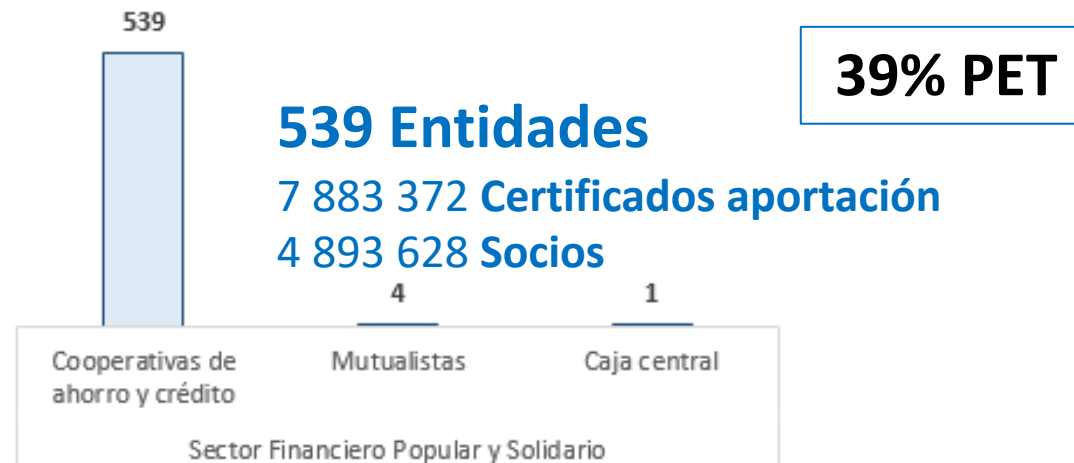 539
39% PET
539 Entidades
7 883 372 Certificados aportación
4 893 628 Socios
4
1
Cooperativas de
ahorro y crédito
Mutualistas
Caja central
Sector Financiero Popular y Solidario